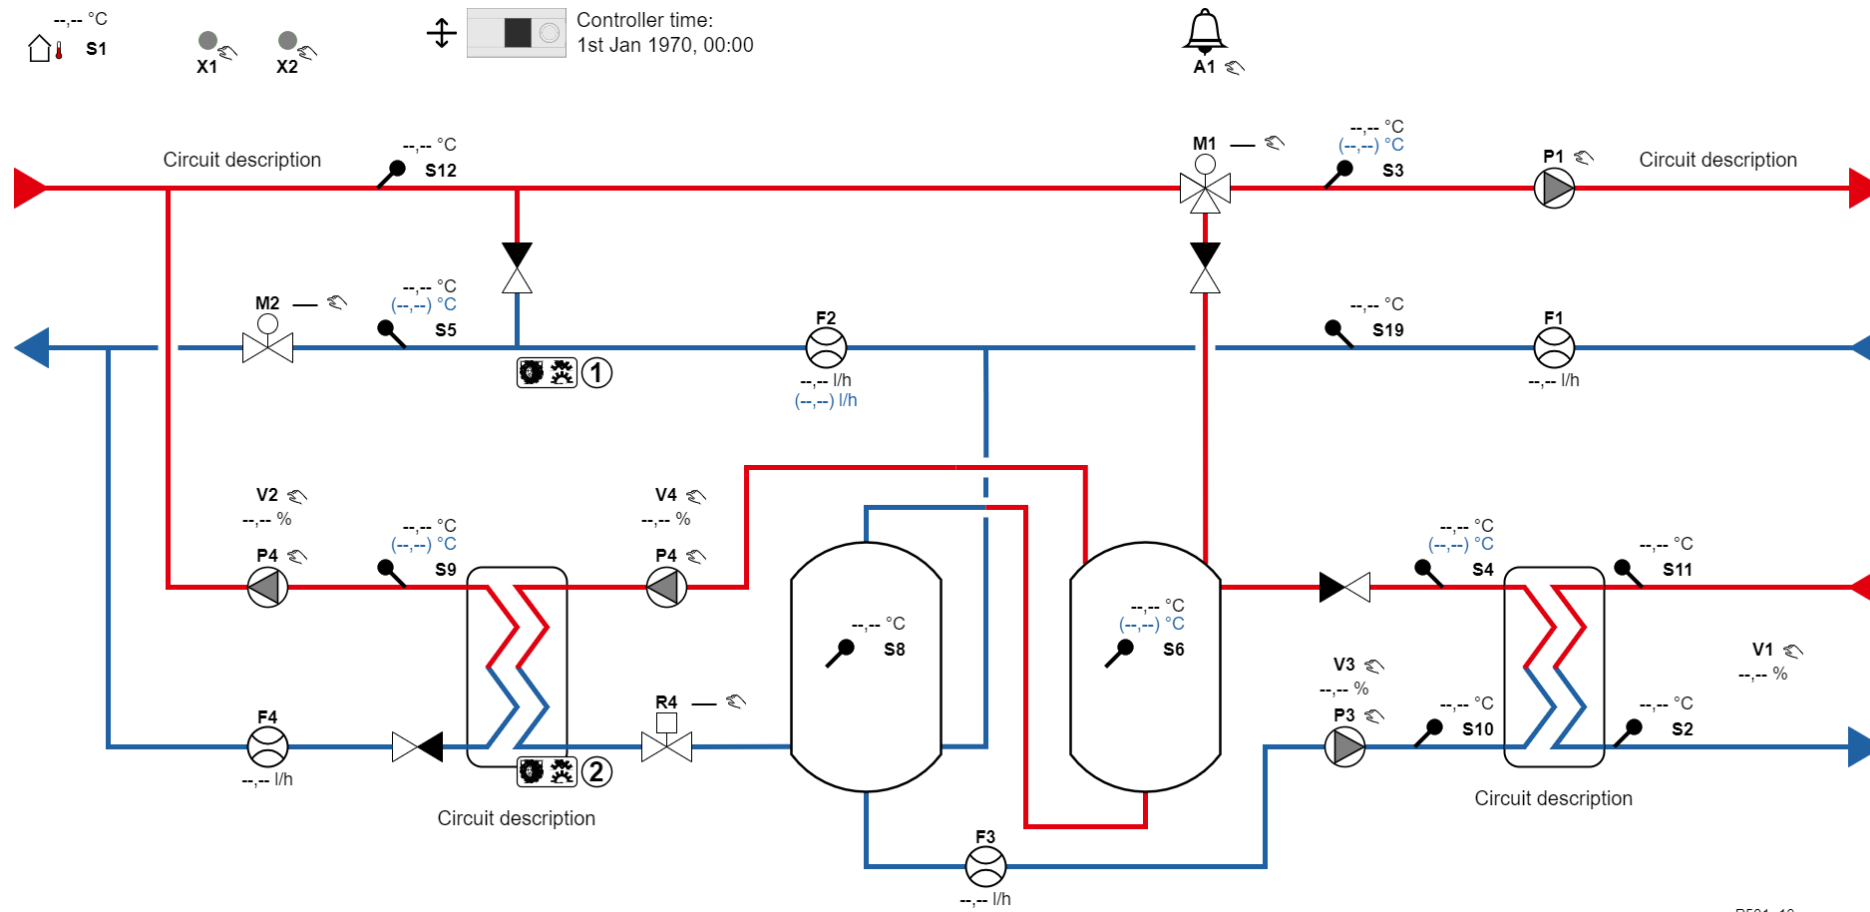 --,-- °C
S1
X1
X2
Controller time:
1st Jan 1970, 00:00
A1
Circuit description
--,-- °C
S12
M1
--,-- °C
(--,--) °C
S3
P1
Circuit description
M2
--,-- °C
(--,--) °C
S5
1
F2
--,-- l/h
(--,--) l/h
--,-- °C
S19
F1
--,-- l/h
V2
--,-- %
P4
--,-- °C
(--,--) °C
S9
V4
--,-- %
P4
--,-- °C
S8
--,-- °C
(--,--) °C
S6
--,-- °C
(--,--) °C
S4
--,-- °C
S11
V3
--,-- %
P3
V1
--,-- %
F4
--,-- l/h
R4
2
--,-- °C
S10
--,-- °C
S2
Circuit description
Circuit description
F3
--,-- l/h